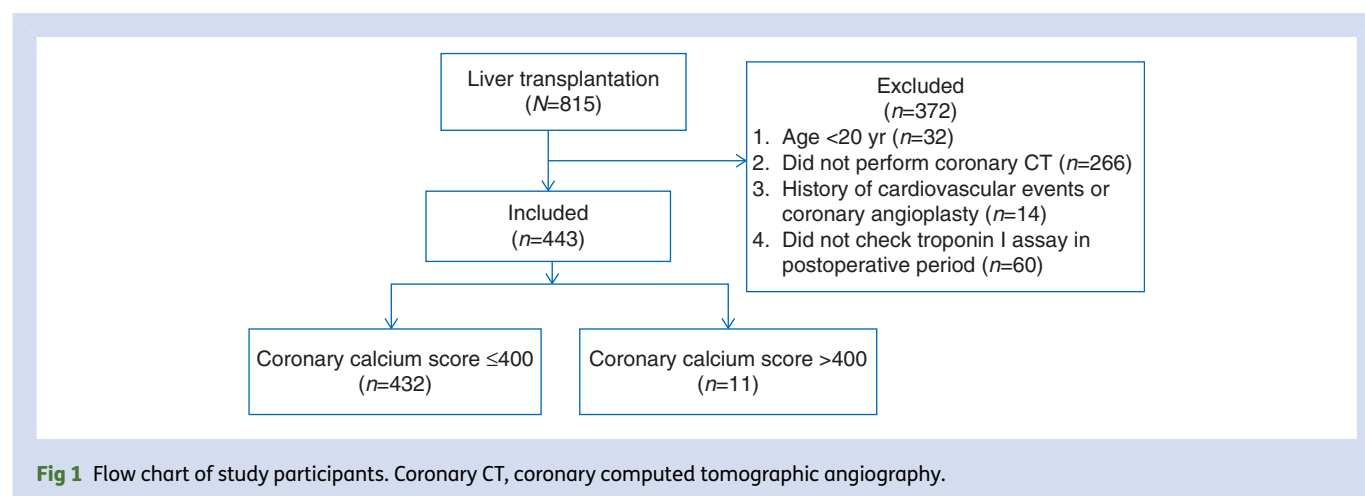 Liver transplantation
(N=815)
Excluded
(n=372)
1. Age <20 yr (n=32)
2. Did not perform coronary CT (n=266)
3. History of cardiovascular events or
coronary angioplasty (n=14)
4. Did not check troponin I assay in
postoperative period (n=60)
Included
(n=443)
Coronary calcium score ≤400
(n=432)
Coronary calcium score >400
(n=11)
Fig 1 Flow chart of study participants. Coronary CT, coronary computed tomographic angiography.